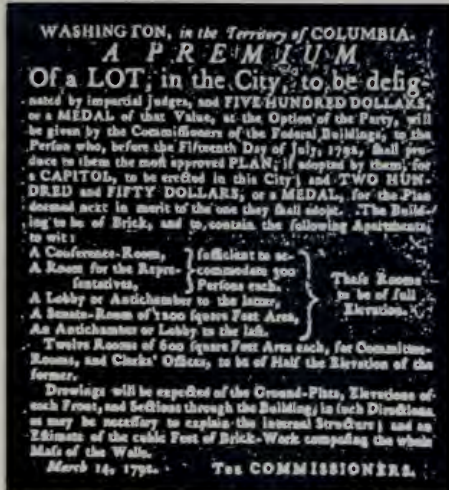 WASHINGTON, in the Territory of COLUMBIA.
A PREMIUM
Of a LOT, in the City, to be desig-
nated by impartial Judges, and FIVE HUNDRED DOLLARS,
or a MEDAL of that Value, at the Option of the Party, will
be given by the Commissioners of the Federal Buildings, to the
Person who, before the Fifteenth Day of July, 1792, shall pro-
duce to them the most approved PLAN, if adopted by them, for
a CAPITOL, to be erected in this City; and TWO HUN-
DRED and FIFTY DOLLARS, or a MEDAL, for the Plan
deemed next in merit to the one they shall adopt. The Build-
ing to be of Brick, and to contain the following Apartments,
to wit:
A Conference-Room,
A Room for the Repre-
sentatives,
sufficient to ac-
commodate 300
Persons each.
A Lobby or Antichamber to the latter,
A Senate-Room of 1200 square Feet Area,
An Antichamber or Lobby to the last.
These Rooms
to be of full
Elevation.
Twelve Rooms of 600 square Feet Area each, for Committee-
Rooms, and Clerks' Offices, to be of Half the Elevation of the
former.
Drawings will be expected of the Ground-Plats, Elevations of
each Front, and Sections through the Building, in such Directions
as may be necessary to explain the internal Structure; and an
Estimate of the cubic Feet of Brick-Work composing the whole
Mass of the Walls.
March 14, 1792. THE COMMISSIONERS.